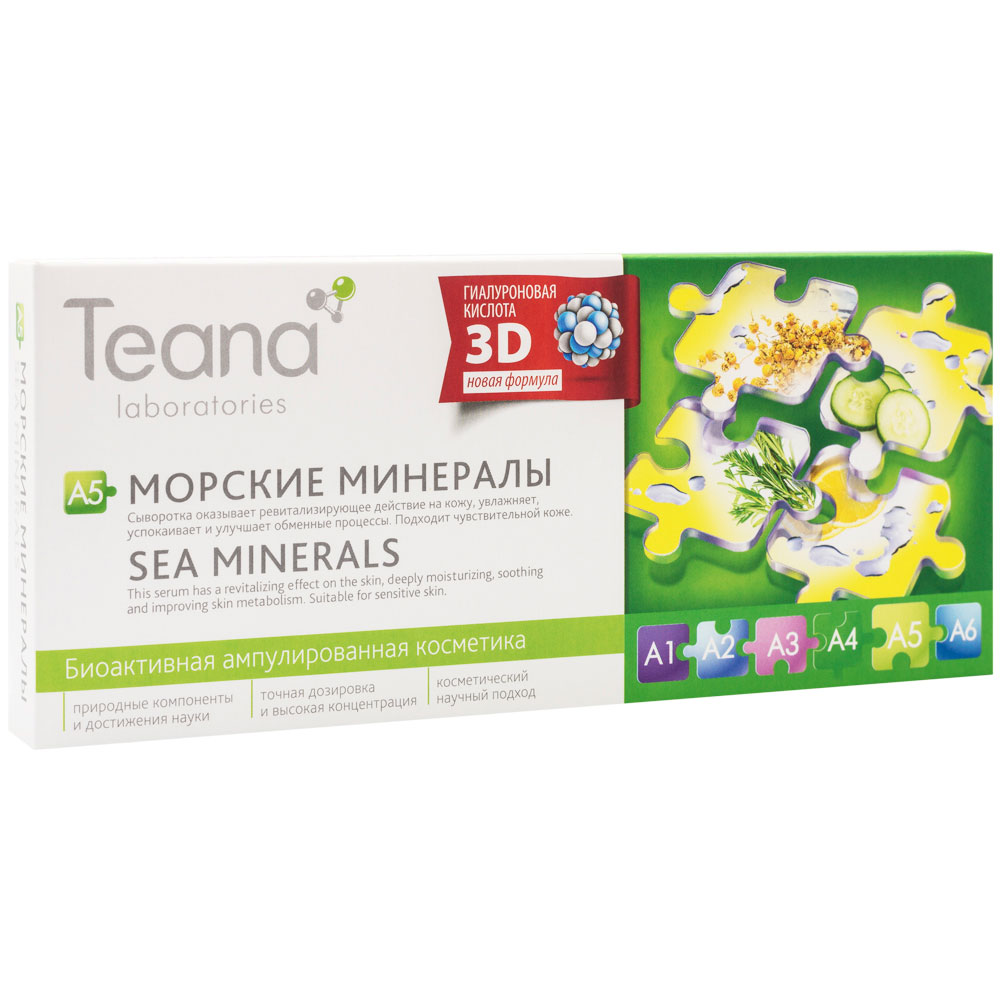 Teana
laboratories
ГИАЛУРОНОВАЯ
КИСЛОТА
3D
новая формула
A5
МОРСКИЕ МИНЕРАЛЫ
Сыворотка оказывает ревитализирующее действие на кожу, увлажняет,
успокаивает и улучшает обменные процессы. Подходит чувствительной коже.
SEA MINERALS
This serum has a revitalizing effect on the skin, deeply moisturizing, soothing
and improving skin metabolism. Suitable for sensitive skin.
Биоактивная ампулированная косметика
природные компоненты
и достижения науки
точная дозировка
и высокая концентрация
косметический
научный подход
A1 A2 A3 A4 A5 A6
A5
МОРСКИЕ МИНЕРАЛЫ
SEA MINERALS